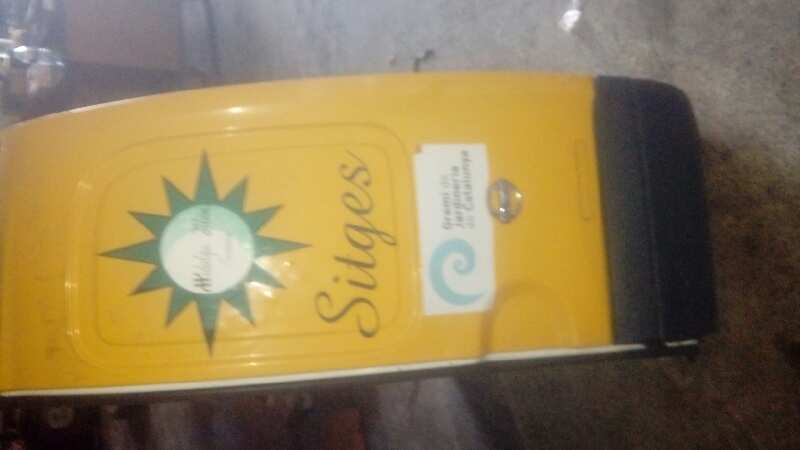 Sitges
Gremi de
Jardineria
de Catalunya